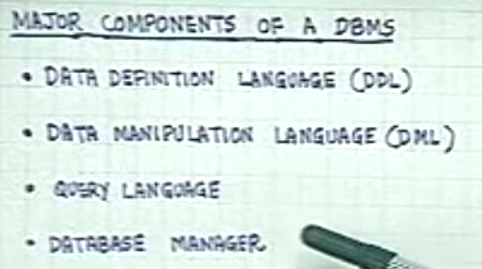 MAJOR COMPONENTS OF A DBMS
• DATA DEFINITION LANGUAGE (DDL)
• DATA MANIPULATION LANGUAGE (DML)
• QUERY LANGUAGE
• DATABASE MANAGER